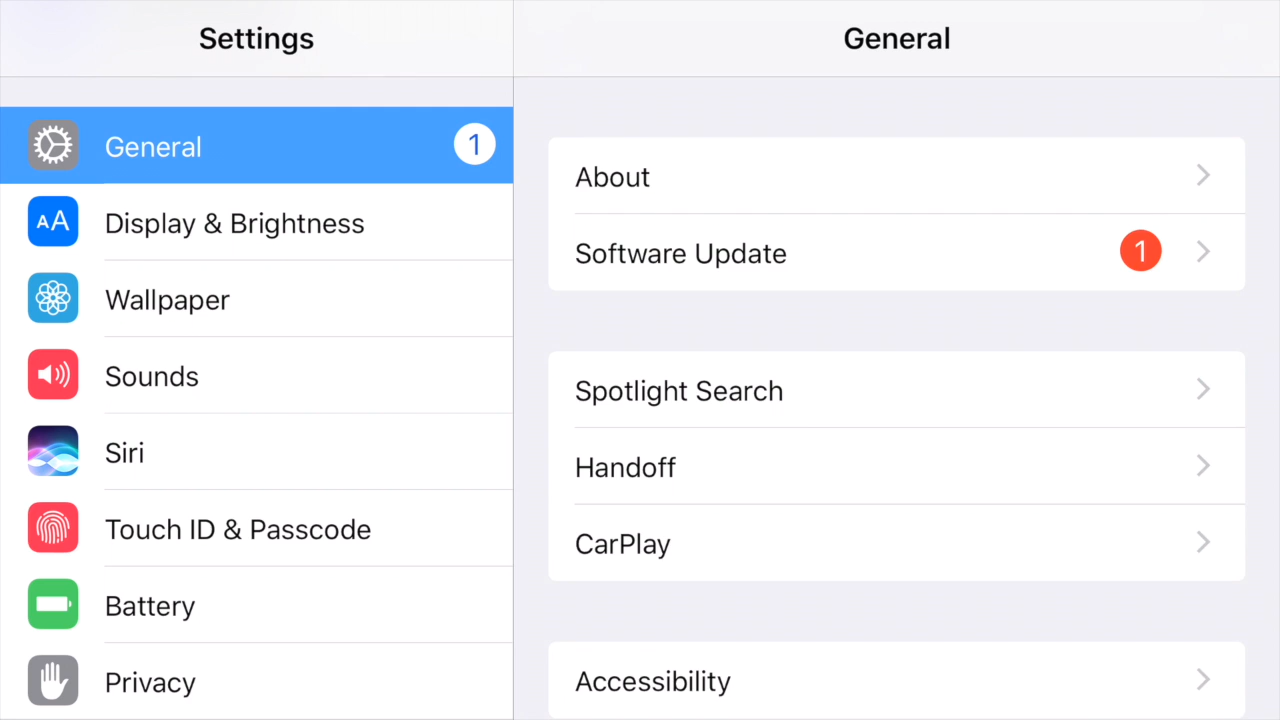 Settings
General 1
Display & Brightness
Wallpaper
Sounds
Siri
Touch ID & Passcode
Battery
Privacy
General
About
Software Update 1
Spotlight Search
Handoff
CarPlay
Accessibility